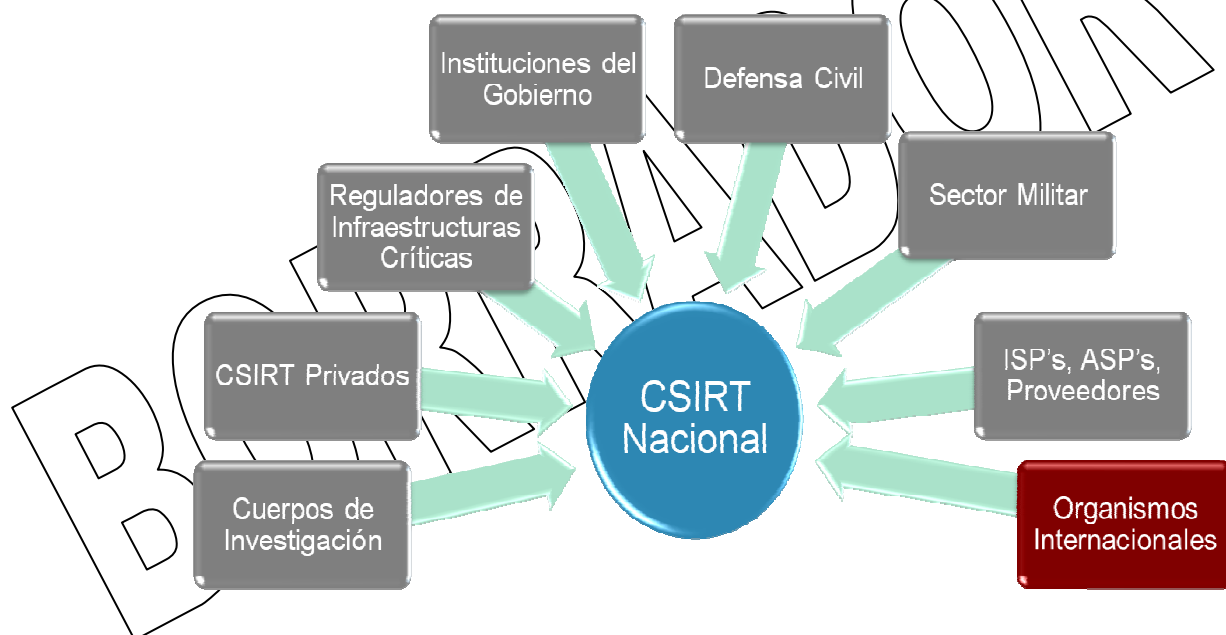 Instituciones del
Gobierno
Defensa Civil
Reguladores de
Infraestructuras
Críticas
Sector Militar
CSIRT Privados
ISP's, ASP's,
Proveedores
CSIRT
Nacional
Cuerpos de
Investigación
Organismos
Internacionales
BORRADOR